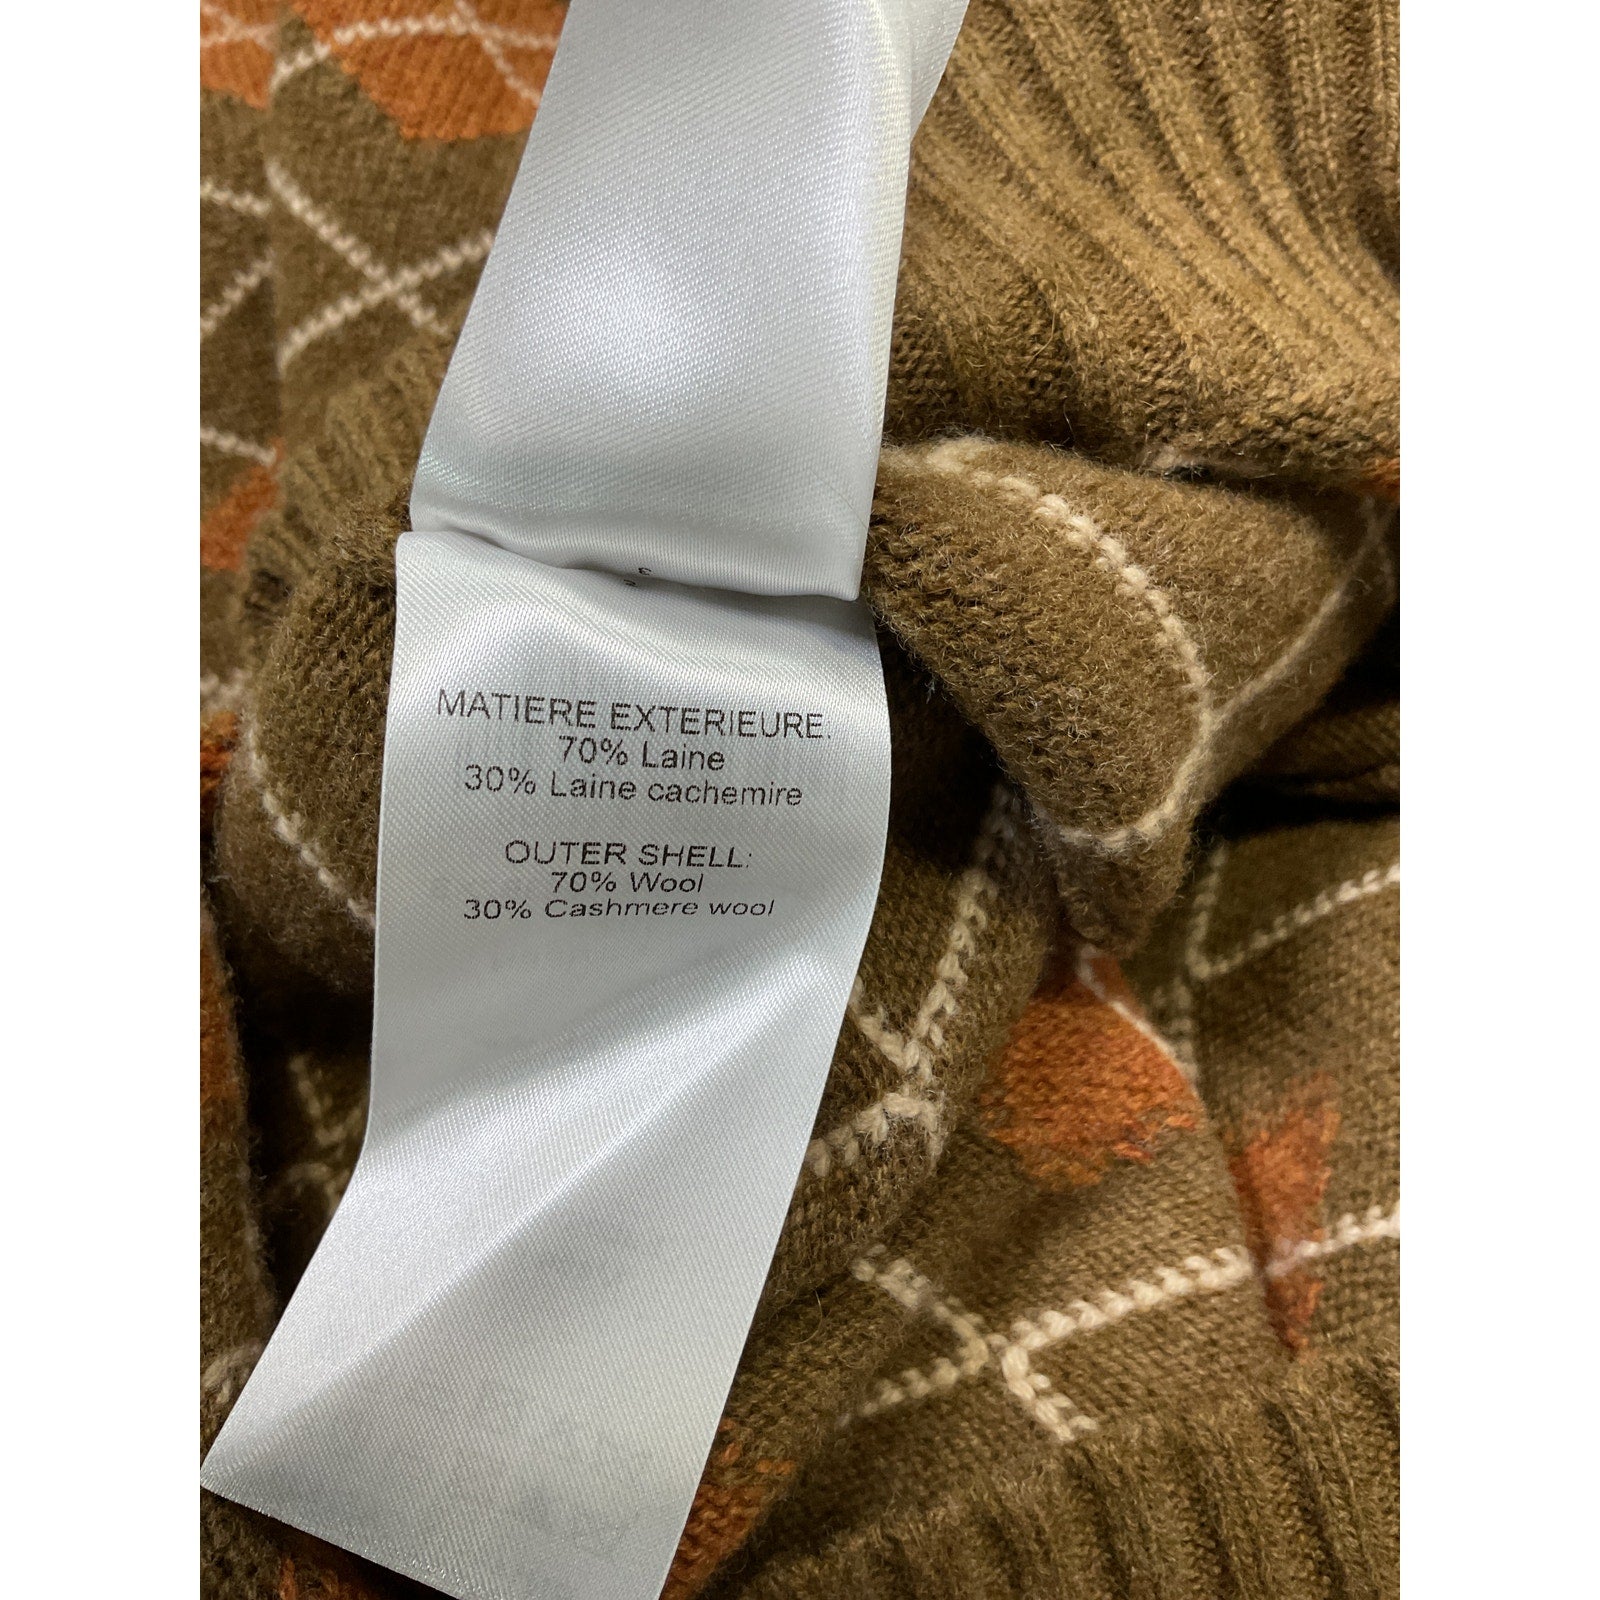 MATIERE EXTERIEURE:
70% Laine
30% Laine cachemire
OUTER SHELL:
70% Wool
30% Cashmere wool